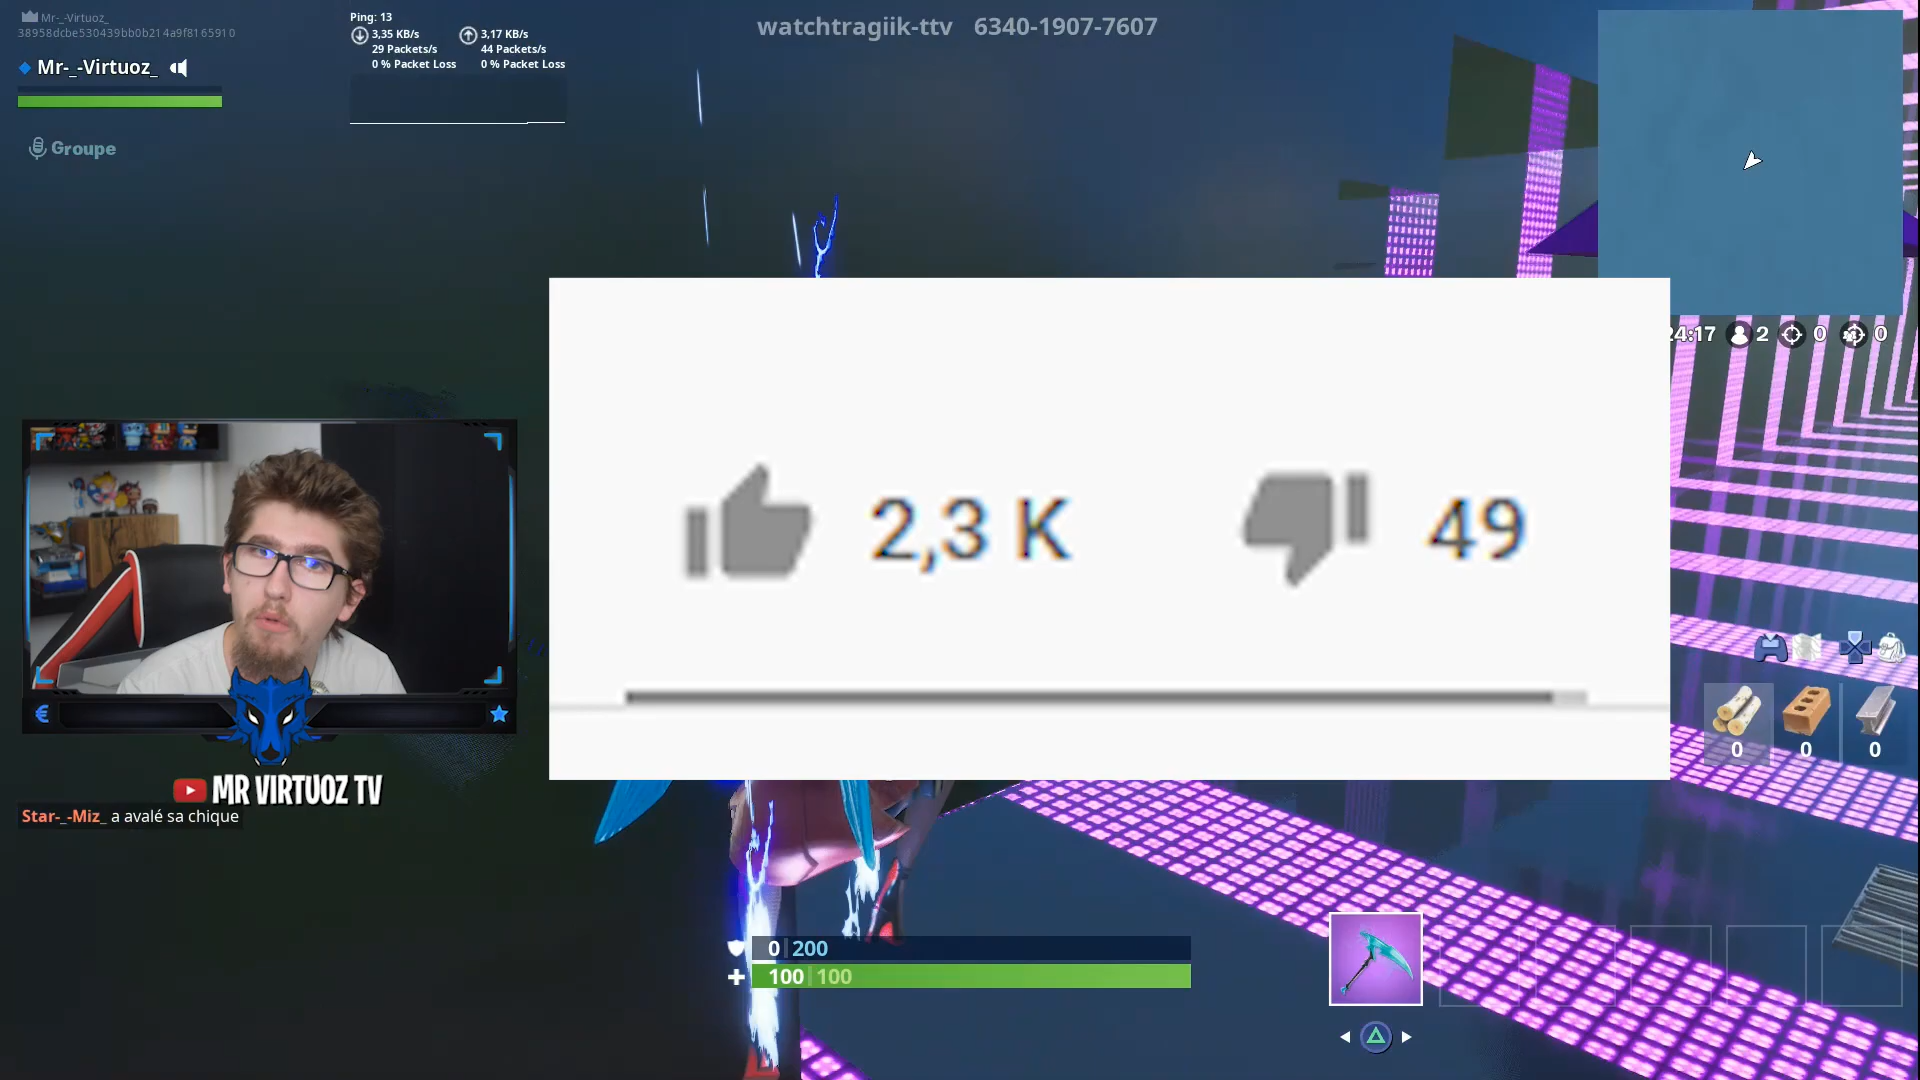 Mr-_-Virtuoz_
38958dcbe530439bb0b214a9f8165910
Mr-_-Virtuoz_
Groupe
Ping: 13
3,35 KB/s
29 Packets/s
0 % Packet Loss
3,17 KB/s
44 Packets/s
0 % Packet Loss
watchtragiik-ttv 6340-1907-7607
24:17 2 0 0
2,3 K 49
€
MR VIRTUOZ TV
Star-_-Miz_ a avalé sa chique
0 0 0
0 | 200
100 | 100